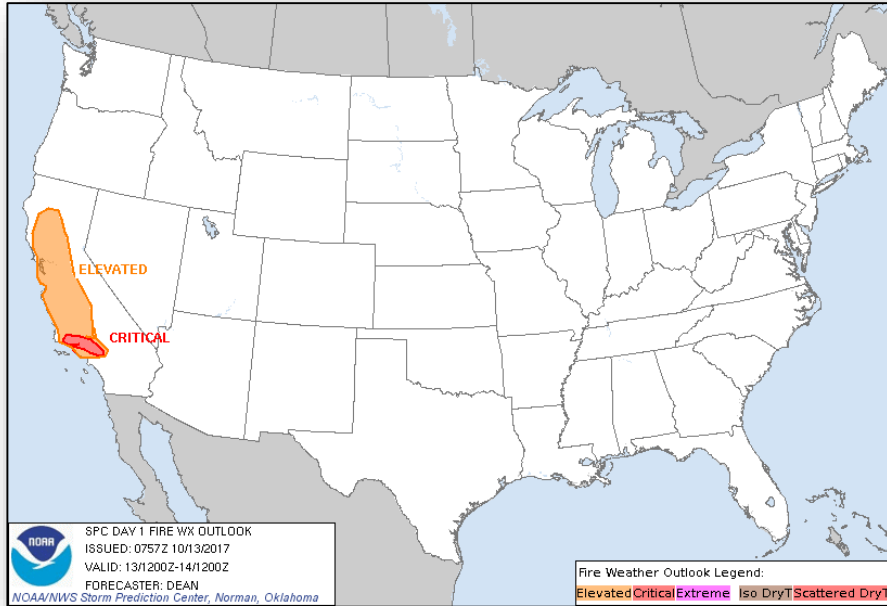 ELEVATED
CRITICAL
NOAA
SPC DAY 1 FIRE WX OUTLOOK
ISSUED: 0757Z 10/13/2017
VALID: 13/1200Z-14/1200Z
FORECASTER: DEAN
NOAA/NWS Storm Prediction Center, Norman, Oklahoma
Fire Weather Outlook Legend:
Elevated Critical Extreme Iso DryT Scattered DryT